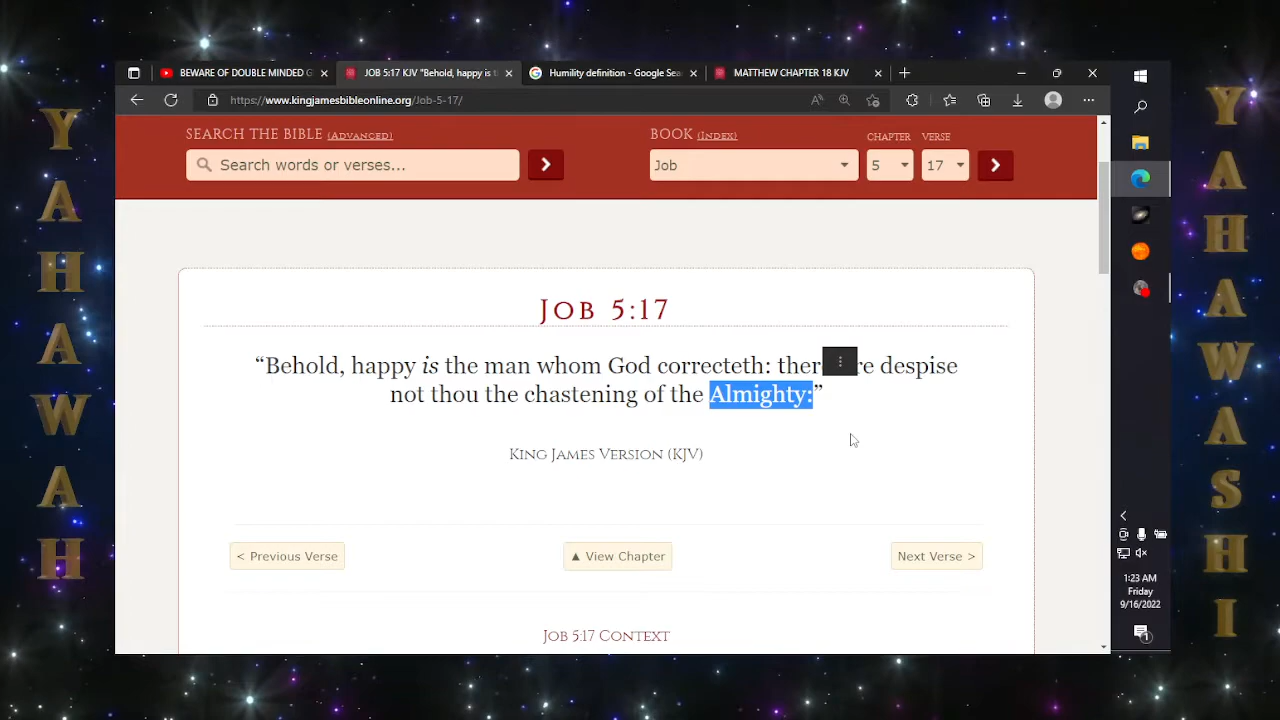 YAHAWAH
BEWARE OF DOUBLE MINDED G
JOB 5:17 KJV "Behold, happy is t
Humility definition - Google Sea
MATTHEW CHAPTER 18 KJV
https://www.kingjamesbibleonline.org/Job-5-17/
SEARCH THE BIBLE (ADVANCED)
BOOK (INDEX)
CHAPTER
VERSE
Search words or verses...
Job
5
17
JOB 5:17
“Behold, happy is the man whom God correcteth: ther re despise
not thou the chastening of the Almighty:”
KING JAMES VERSION (KJV)
< Previous Verse
▲ View Chapter
Next Verse >
JOB 5:17 CONTEXT
1:23 AM
Friday
9/16/2022
1
YAHAWASHI